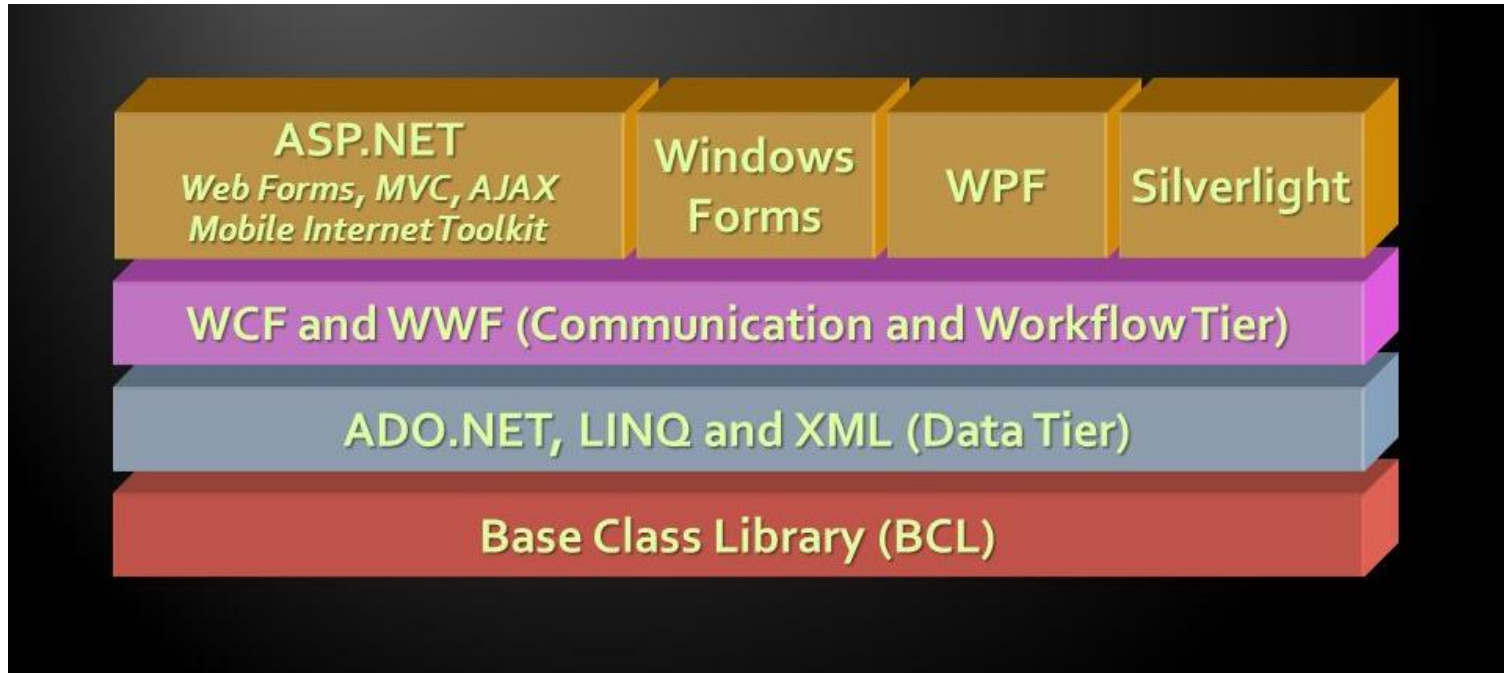 ASP.NET
Web Forms, MVC, AJAX
Mobile Internet Toolkit
Windows
Forms
WPF
Silverlight
WCF and WWF (Communication and Workflow Tier)
ADO.NET, LINQ and XML (Data Tier)
Base Class Library (BCL)